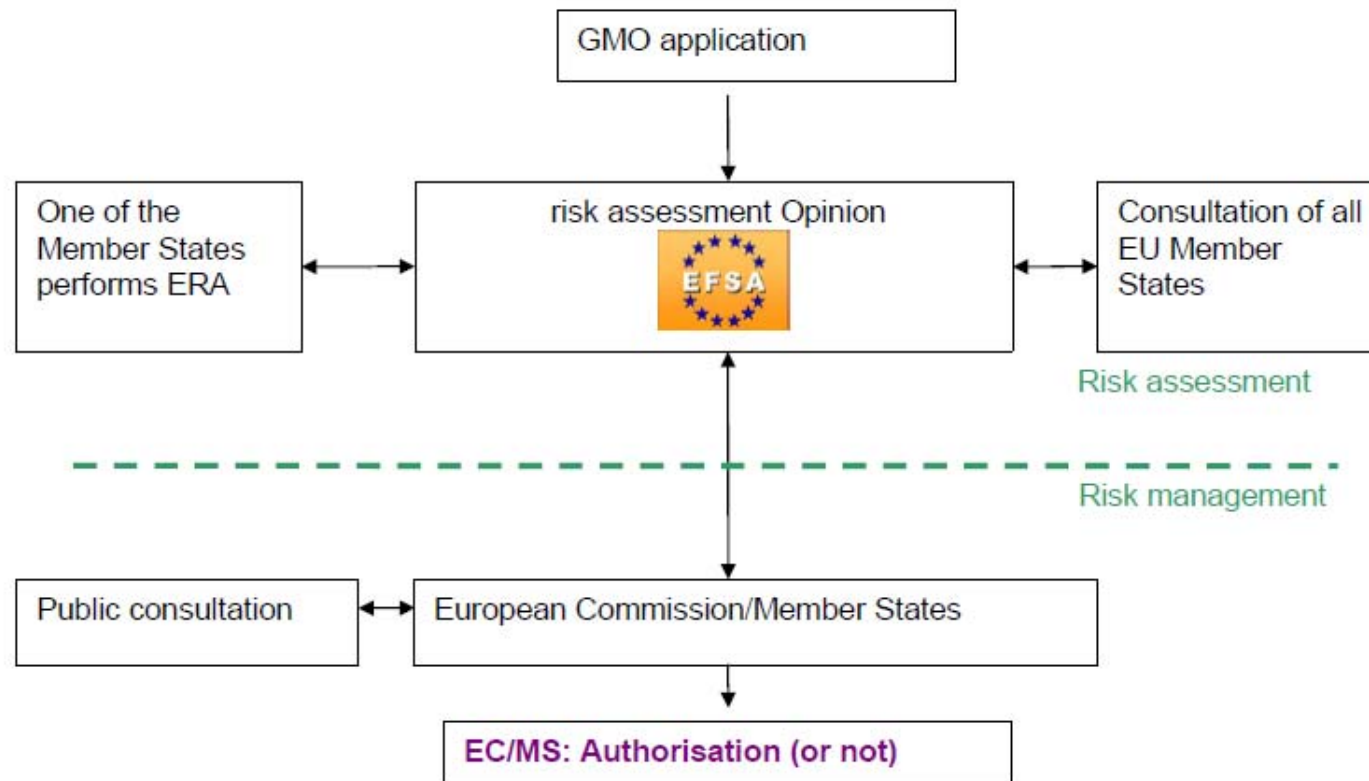 GMO application
One of the
Member States
performs ERA
risk assessment Opinion
EFSA
Consultation of all
EU Member
States
Risk assessment
Risk management
Public consultation
European Commission/Member States
EC/MS: Authorisation (or not)